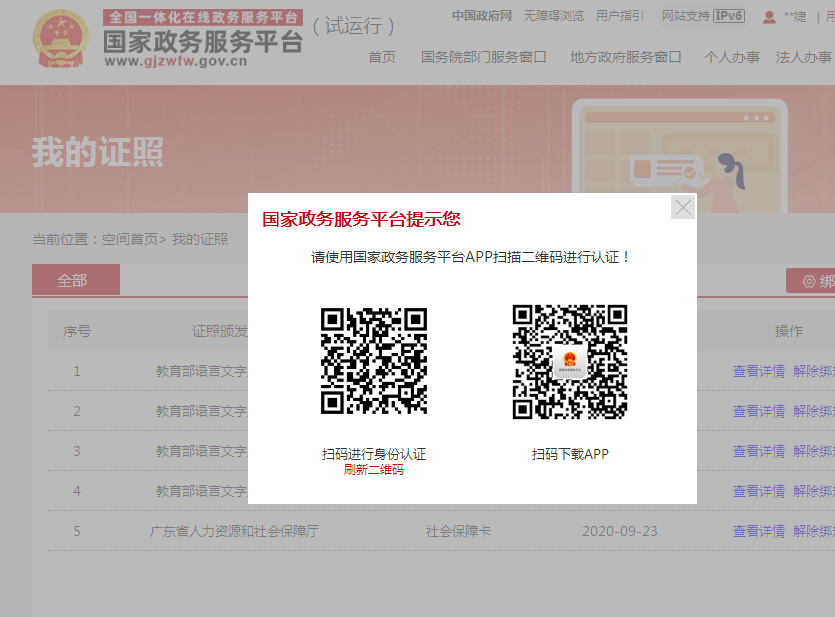 全国一体化在线政务服务平台
国家政务服务平台
www.gjzwfw.gov.cn
(试运行)
中国政府网 无障碍浏览 用户指引 网站支持 IPv6 **建 | 用
首页 国务院部门服务窗口 地方政府服务窗口 个人办事 法人办事
我的证照
当前位置:空间首页> 我的证照
全部
绑
国家政务服务平台提示您
请使用国家政务服务平台APP扫描二维码进行认证!
扫码进行身份认证
刷新二维码
扫码下载APP
序号 证照颁发 操作
1 教育部语言文字 查看详情 解除绑
2 教育部语言文字 查看详情 解除绑
3 教育部语言文字 查看详情 解除绑
4 教育部语言文字 查看详情 解除绑
5 广东省人力资源和社会保障厅 社会保障卡 2020-09-23 查看详情 解除绑